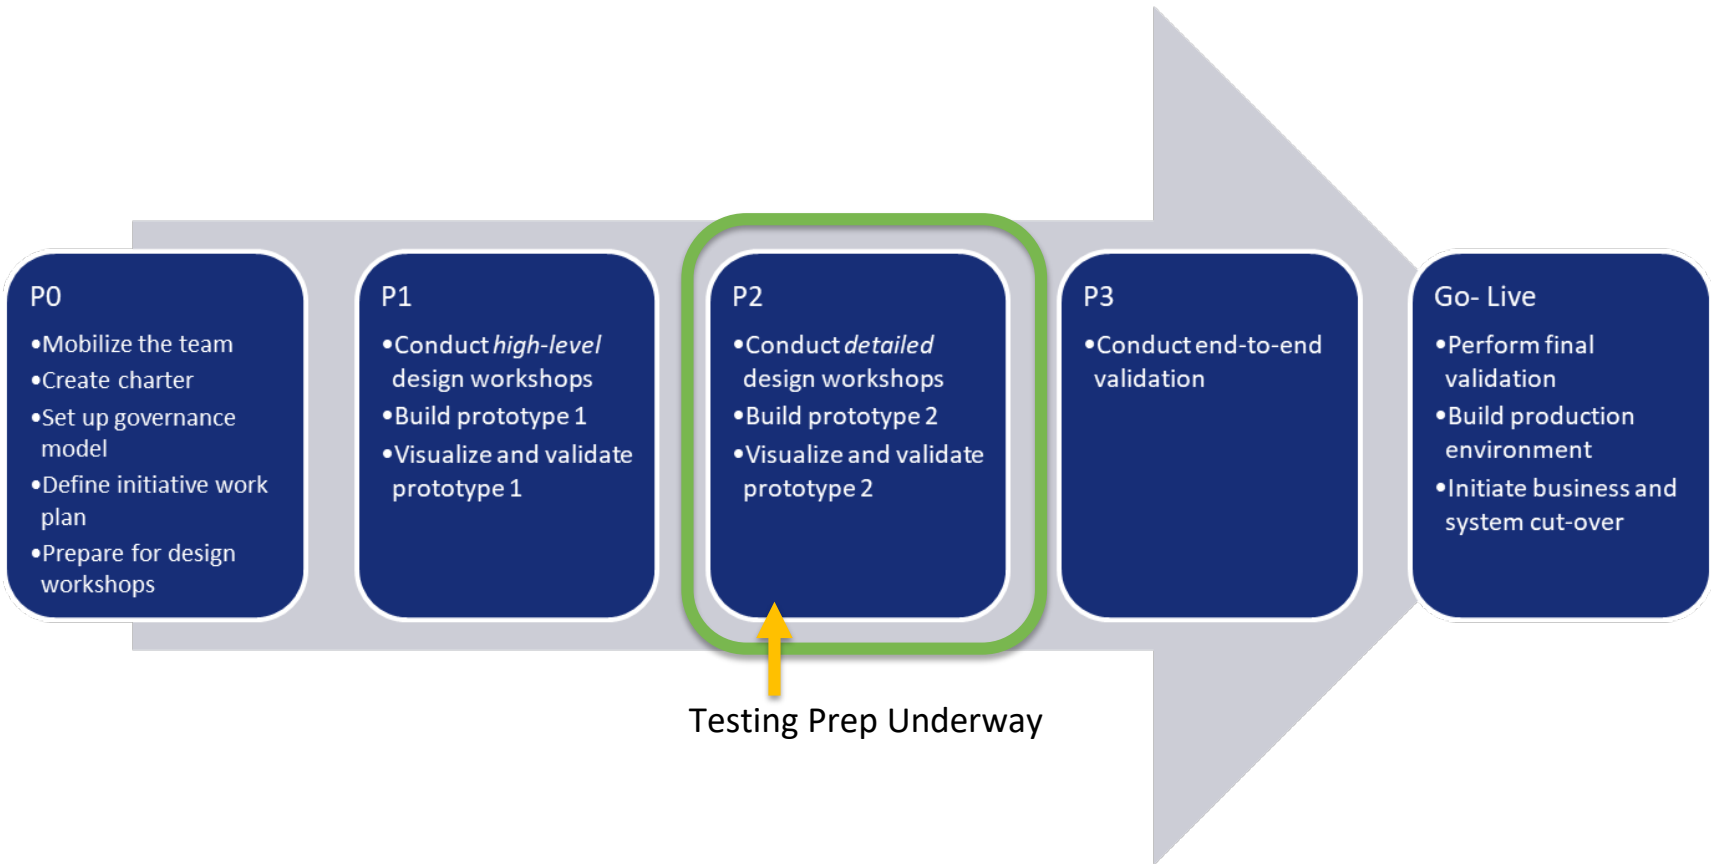 P0
•Mobilize the team
•Create charter
•Set up governance
model
•Define initiative work
plan
•Prepare for design
workshops
P1
•Conduct high-level
design workshops
•Build prototype 1
•Visualize and validate
prototype 1
P2
•Conduct detailed
design workshops
•Build prototype 2
•Visualize and validate
prototype 2
P3
•Conduct end-to-end
validation
Go- Live
•Perform final
validation
•Build production
environment
•Initiate business and
system cut-over
Testing Prep Underway